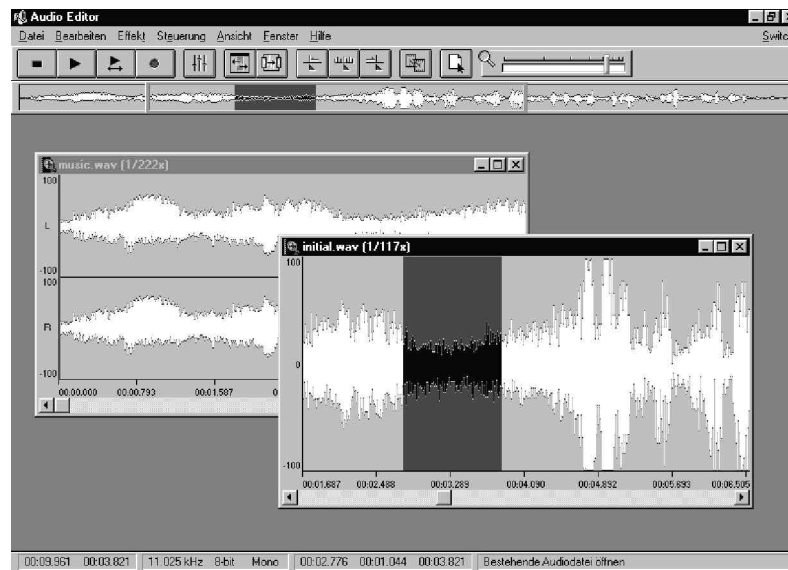 Audio Editor
Datei Bearbeiten Effekt Steuerung Ansicht Fenster Hilfe Switc
music.wav (1/222x)
100
L
-100
100
R
-100
00:00.000 00:00.793 00:01.587 0
initial.wav (1/117x)
100
0
-100
00:01.687 00:02.488 00:03.289 00:04.090 00:04.892 00:05.693 00:06.505
00:09.961 00:03.821 11.025 kHz 8-bit Mono 00:02.776 00:01.044 00:03.821 Bestehende Audiodatei öffnen